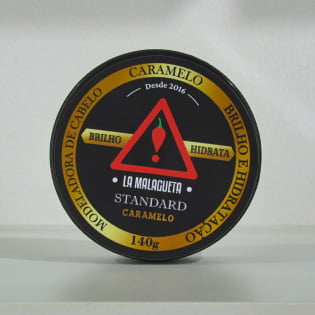 CARAMELO
Desde 2016
MODELADORA DE CABELO
BRILHO E HIDRATAÇÃO
BRILHO
HIDRATA
LA MALAGUETA
STANDARD
CARAMELO
140g